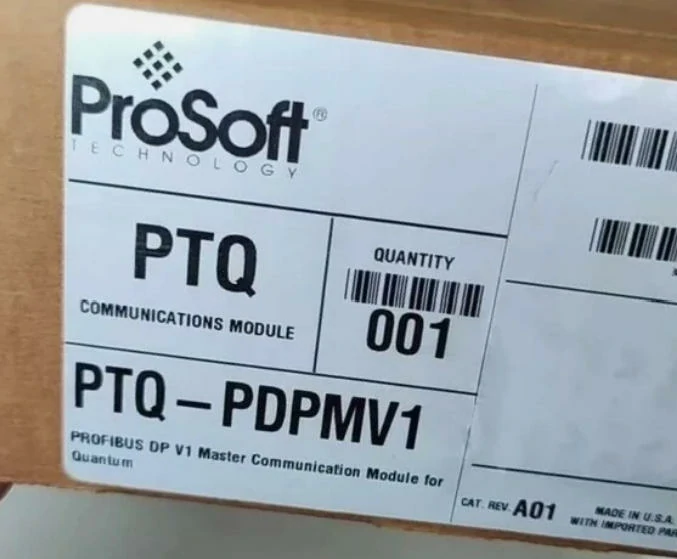 ProSoft®
TECHNOLOGY
PTQ
COMMUNICATIONS MODULE
QUANTITY
001
PTQ-PDPMV1
PROFIBUS DP V1 Master Communication Module for
Quantum
CAT. REV. A01
MADE IN U.S.A.
WITH IMPORTED